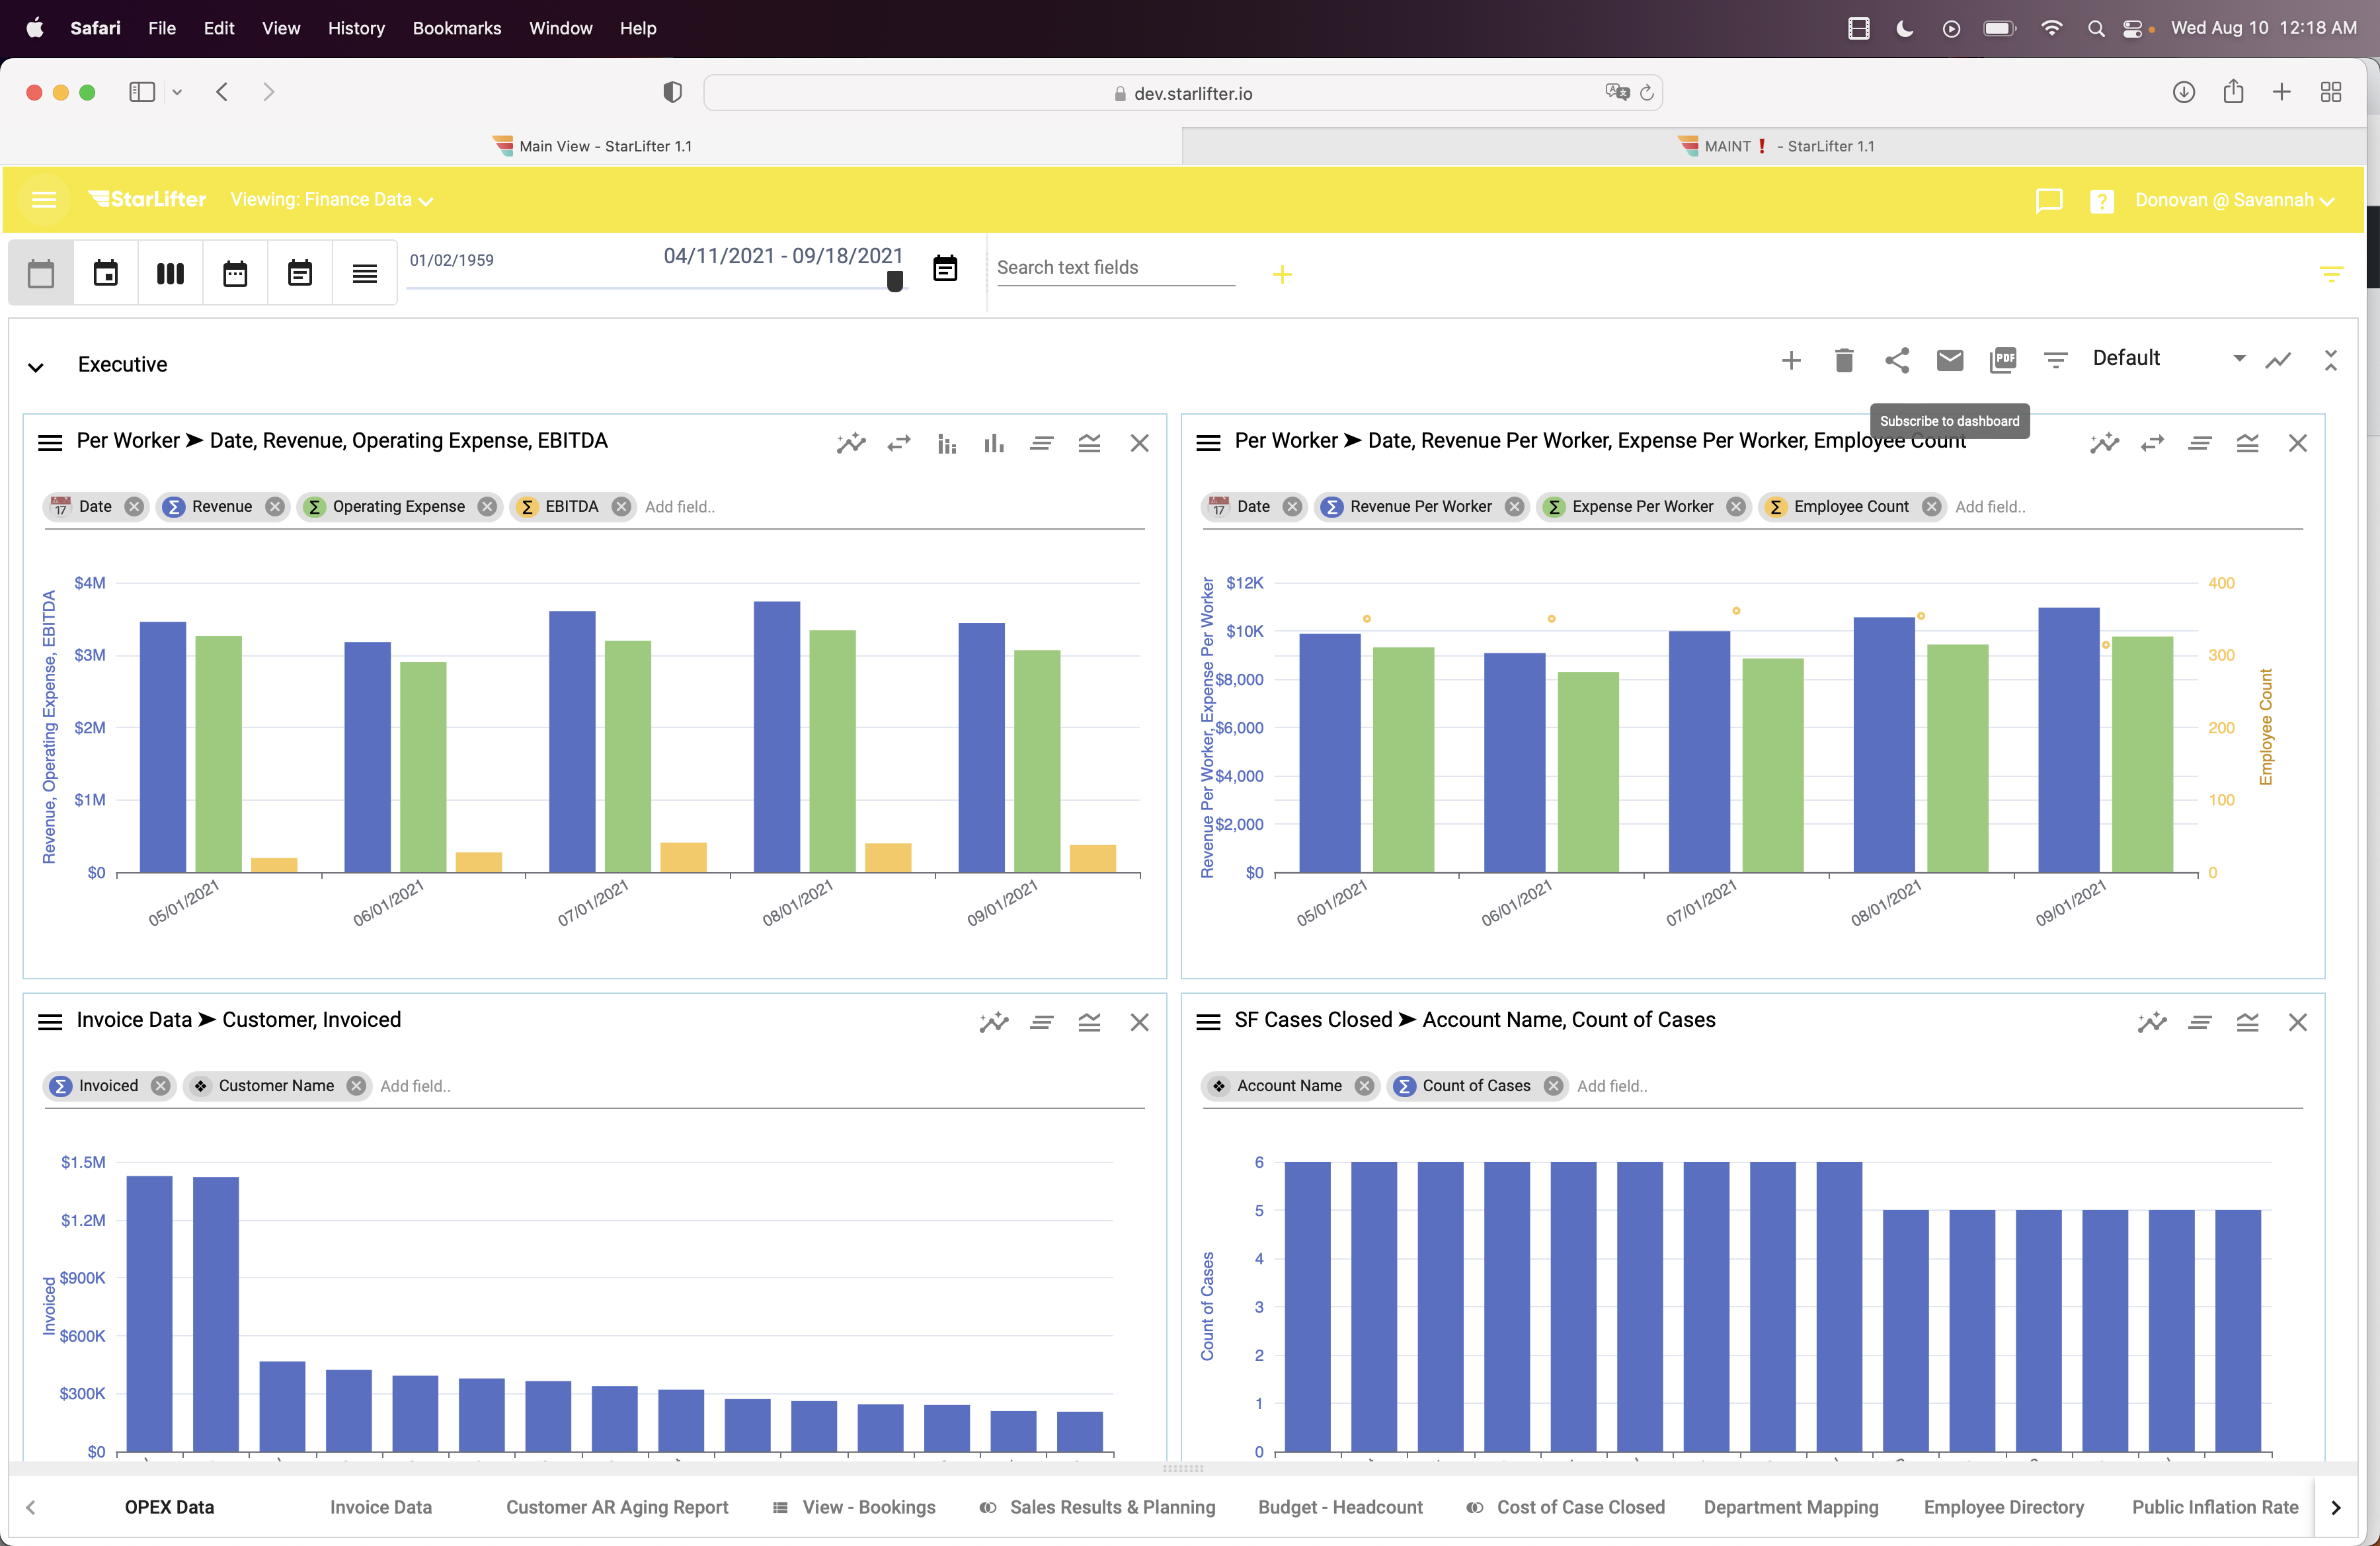 Safari File Edit View History Bookmarks Window Help Wed Aug 10 12:18 AM
dev.starlifter.io
Main View - StarLifter 1.1
MAINT❗ - StarLifter 1.1
StarLifter Viewing: Finance Data
? Donovan @ Savannah
01/02/1959 04/11/2021 - 09/18/2021
Search text fields
Executive
PDF
Default
Subscribe to dashboard
Per Worker ➤ Date, Revenue, Operating Expense, EBITDA
17 Date Σ Revenue Σ Operating Expense Σ EBITDA Add field..
Revenue, Operating Expense, EBITDA
$4M
$3M
$2M
$1M
$0
05/01/2021 06/01/2021 07/01/2021 08/01/2021 09/01/2021
Per Worker ➤ Date, Revenue Per Worker, Expense Per Worker, Employee Count
17 Date Σ Revenue Per Worker Σ Expense Per Worker Σ Employee Count Add field..
Revenue Per Worker, Expense Per Worker
$12K
$10K
$8,000
$6,000
$4,000
$2,000
$0
400
300
200
100
0
Employee Count
05/01/2021 06/01/2021 07/01/2021 08/01/2021 09/01/2021
Invoice Data ➤ Customer, Invoiced
Σ Invoiced Customer Name Add field..
Invoiced
$1.5M
$1.2M
$900K
$600K
$300K
$0
SF Cases Closed ➤ Account Name, Count of Cases
Account Name Σ Count of Cases Add field..
Count of Cases
6
5
4
3
2
1
0
OPEX Data Invoice Data Customer AR Aging Report View - Bookings Sales Results & Planning Budget - Headcount Cost of Case Closed Department Mapping Employee Directory Public Inflation Rate